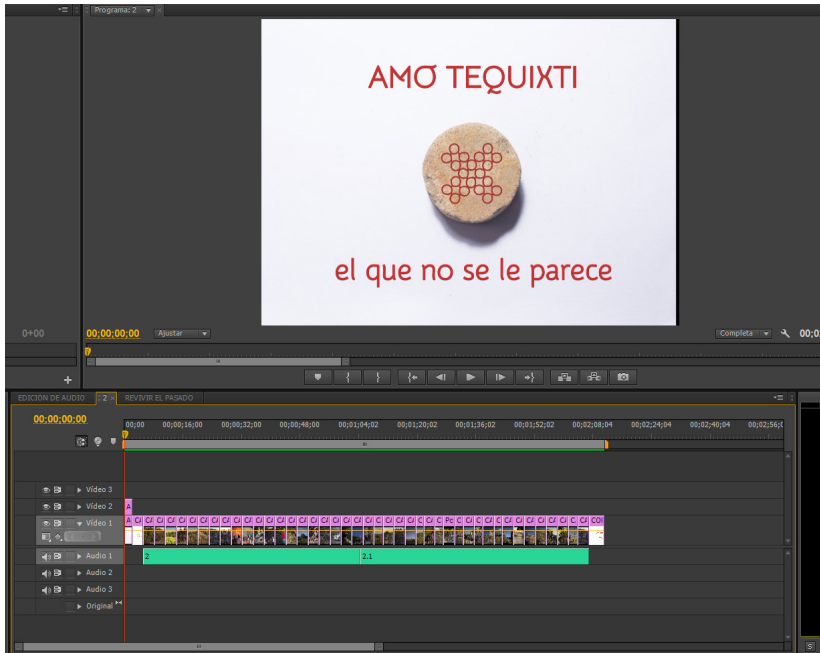 Programa: 2
AMO TEQUIXTI
el que no se le parece
0+00
00;00;00;00
Ajustar
Completa
00;0
EDICION DE AUDIO
2
REVIVIR EL PASADO
00;00;00;00
00;00 00;00;16;00 00;00;32;00 00;00;48;00 00;01;04;02 00;01;20;02 00;01;36;02 00;01;52;02 00;02;08;04 00;02;24;04 00;02;40;04 00;02;56;0
Vídeo 3
Vídeo 2
A
Vídeo 1
Audio 1
2
2.1
Audio 2
Audio 3
Original
S